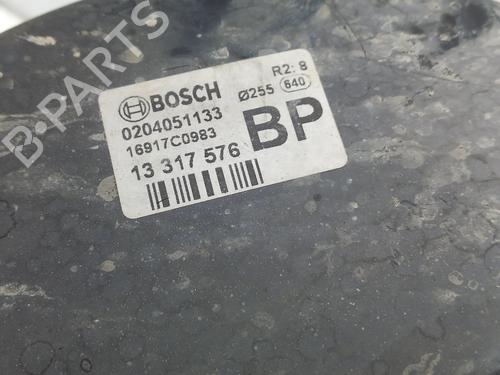 B-PARTS
BOSCH
Ø255
R2: 8
640
0204051133
16917C0983
13 317 576
BP